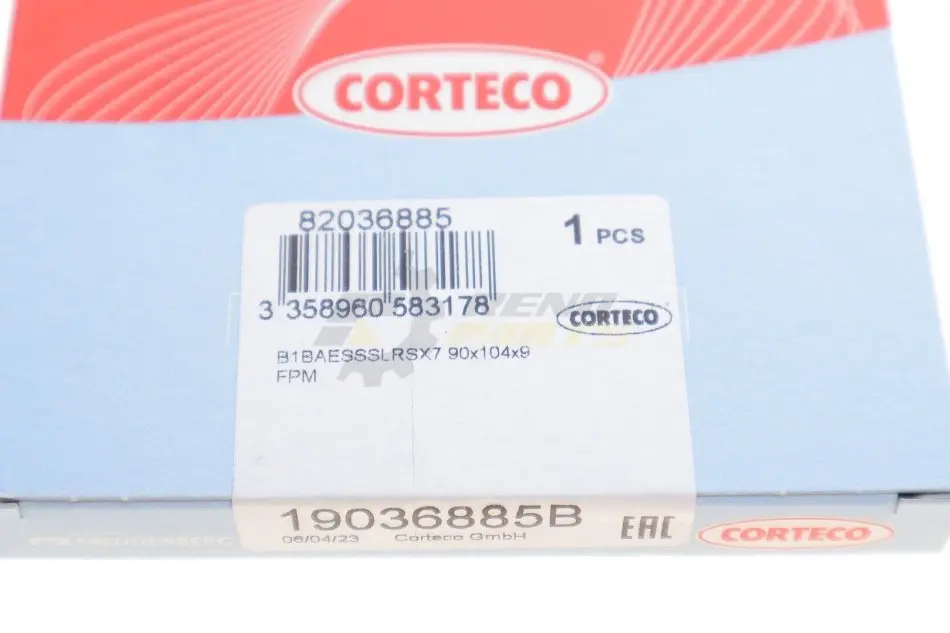 CORTECO
82036885
1 PCS
3 358960 583178
CORTECO
B1BAESSSLRSX7 90x104x9
FPM
19036885B
06/04/23 Corteco GmbH
EAC
CORTECO
FREUDENBERG